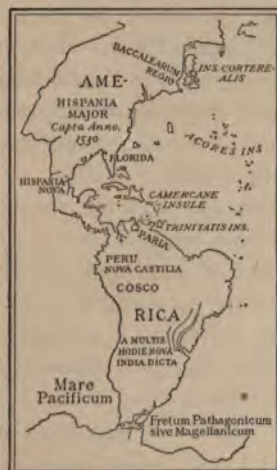 BACCALEARUM
REGIO
INS. CORTERE-
ALIS
AME-
HISPANIA
MAJOR
Capta Anno.
1530
ACORES INS
FLORIDA
HISPANIA
NOVA
CAMERCANE
INSULE
TRINITATIS INS.
PARIA
PERU
NOVA CASTILIA
COSCO
RICA
A MULTIS
HODIE NOVA
INDIA DICTA
Mare
Pacificum
Fretum Pathagonicum
sive Magellanicum